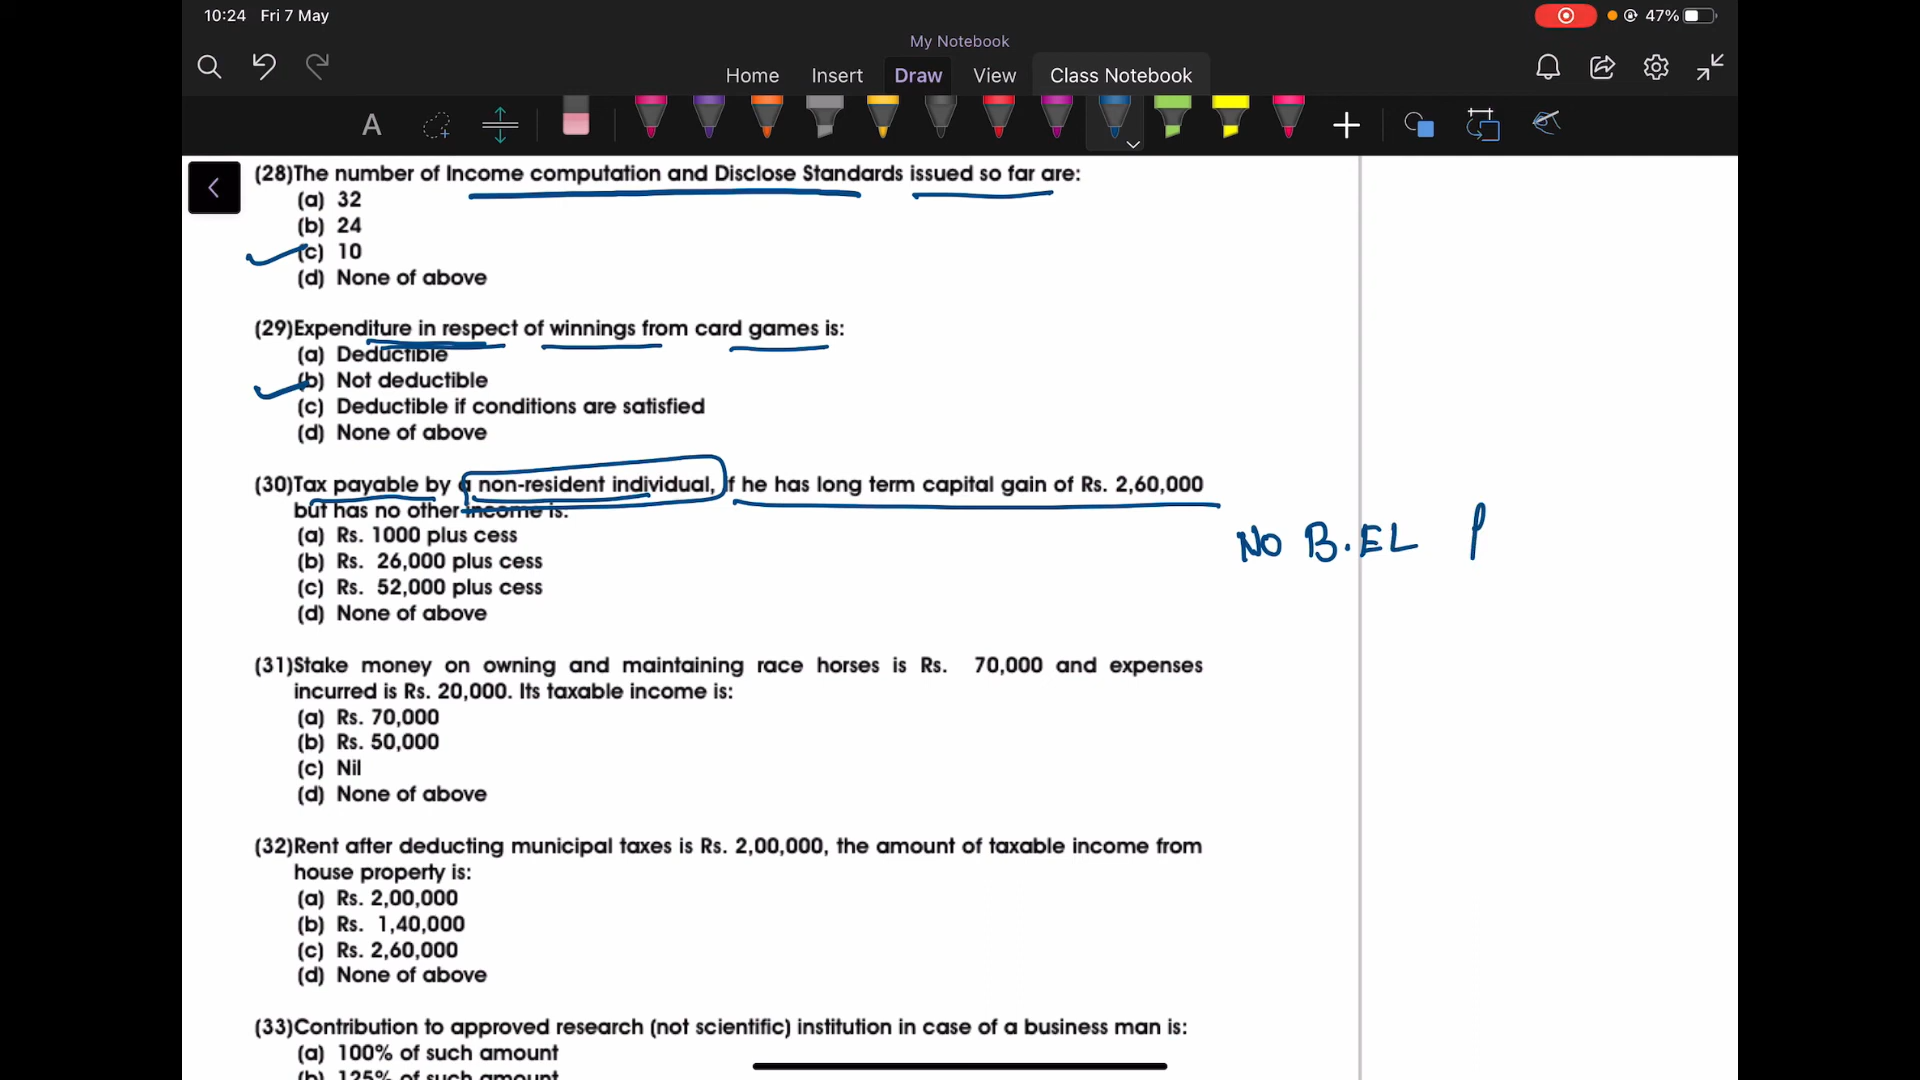 10:24 Fri 7 May
47%
My Notebook
Home Insert Draw View Class Notebook
A
(28)The number of Income computation and Disclose Standards issued so far are:
(a) 32
(b) 24
(c) 10
(d) None of above
(29)Expenditure in respect of winnings from card games is:
(a) Deductible
(b) Not deductible
(c) Deductible if conditions are satisfied
(d) None of above
(30)Tax payable by a non-resident individual, if he has long term capital gain of Rs. 2,60,000
but has no other income is:
(a) Rs. 1000 plus cess
(b) Rs. 26,000 plus cess
(c) Rs. 52,000 plus cess
(d) None of above
NO B.EL
(31)Stake money on owning and maintaining race horses is Rs. 70,000 and expenses
incurred is Rs. 20,000. Its taxable income is:
(a) Rs. 70,000
(b) Rs. 50,000
(c) Nil
(d) None of above
(32)Rent after deducting municipal taxes is Rs. 2,00,000, the amount of taxable income from
house property is:
(a) Rs. 2,00,000
(b) Rs. 1,40,000
(c) Rs. 2,60,000
(d) None of above
(33)Contribution to approved research (not scientific) institution in case of a business man is:
(a) 100% of such amount
(b) 125% of such amount